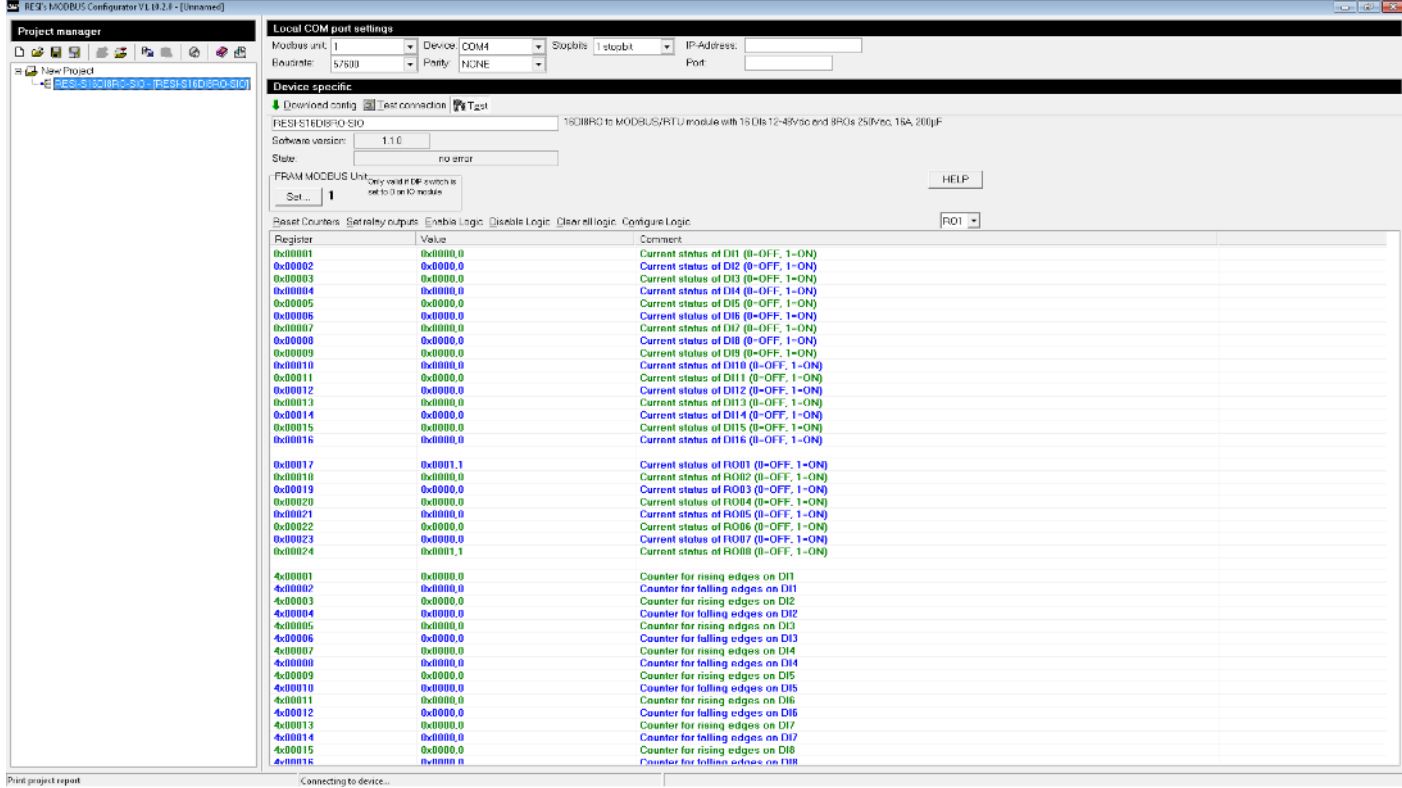 RESI's MODBUS Configurator V1.10.2.0 - [Unnamed]
Project manager
New Project
RESI-S16DI8RO-SIO - [RESI-S16DI8RO-SIO]
Local COM port settings
Modbus unit: 1 Device: COM4 Stopbits 1 stopbit IP-Address:
Baudrate: 57600 Parity: NONE Port:
Device specific
Download config Test connection Test
RESI-S16DI8RO-SIO 16DI8RO to MODBUS/RTU module with 16 DIs 12-48Vdc and 8ROs 250Vac, 16A, 200µF
Software version: 1.1.0
State: no error
FRAM MODBUS Unit
Only valid if DIP switch is
set to 0 on IO module
Set... 1
HELP
Reset Counters Set relay outputs Enable Logic Disable Logic Clear all logic Configure Logic RO1
Register Value Comment
0x00001 0x0000,0 Current status of DI1 (0=OFF, 1=ON)
0x00002 0x0000,0 Current status of DI2 (0=OFF, 1=ON)
0x00003 0x0000,0 Current status of DI3 (0=OFF, 1=ON)
0x00004 0x0000,0 Current status of DI4 (0=OFF, 1=ON)
0x00005 0x0000,0 Current status of DI5 (0=OFF, 1=ON)
0x00006 0x0000,0 Current status of DI6 (0=OFF, 1=ON)
0x00007 0x0000,0 Current status of DI7 (0=OFF, 1=ON)
0x00008 0x0000,0 Current status of DI8 (0=OFF, 1=ON)
0x00009 0x0000,0 Current status of DI9 (0=OFF, 1=ON)
0x00010 0x0000,0 Current status of DI10 (0=OFF, 1=ON)
0x00011 0x0000,0 Current status of DI11 (0=OFF, 1=ON)
0x00012 0x0000,0 Current status of DI12 (0=OFF, 1=ON)
0x00013 0x0000,0 Current status of DI13 (0=OFF, 1=ON)
0x00014 0x0000,0 Current status of DI14 (0=OFF, 1=ON)
0x00015 0x0000,0 Current status of DI15 (0=OFF, 1=ON)
0x00016 0x0000,0 Current status of DI16 (0=OFF, 1=ON)
0x00017 0x0001,1 Current status of RO01 (0=OFF, 1=ON)
0x00018 0x0000,0 Current status of RO02 (0=OFF, 1=ON)
0x00019 0x0000,0 Current status of RO03 (0=OFF, 1=ON)
0x00020 0x0000,0 Current status of RO04 (0=OFF, 1=ON)
0x00021 0x0000,0 Current status of RO05 (0=OFF, 1=ON)
0x00022 0x0000,0 Current status of RO06 (0=OFF, 1=ON)
0x00023 0x0000,0 Current status of RO07 (0=OFF, 1=ON)
0x00024 0x0001,1 Current status of RO08 (0=OFF, 1=ON)
4x00001 0x0000,0 Counter for rising edges on DI1
4x00002 0x0000,0 Counter for falling edges on DI1
4x00003 0x0000,0 Counter for rising edges on DI2
4x00004 0x0000,0 Counter for falling edges on DI2
4x00005 0x0000,0 Counter for rising edges on DI3
4x00006 0x0000,0 Counter for falling edges on DI3
4x00007 0x0000,0 Counter for rising edges on DI4
4x00008 0x0000,0 Counter for falling edges on DI4
4x00009 0x0000,0 Counter for rising edges on DI5
4x00010 0x0000,0 Counter for falling edges on DI5
4x00011 0x0000,0 Counter for rising edges on DI6
4x00012 0x0000,0 Counter for falling edges on DI6
4x00013 0x0000,0 Counter for rising edges on DI7
4x00014 0x0000,0 Counter for falling edges on DI7
4x00015 0x0000,0 Counter for rising edges on DI8
4x00016 0x0000,0 Counter for falling edges on DI8
Print project report Connecting to device...